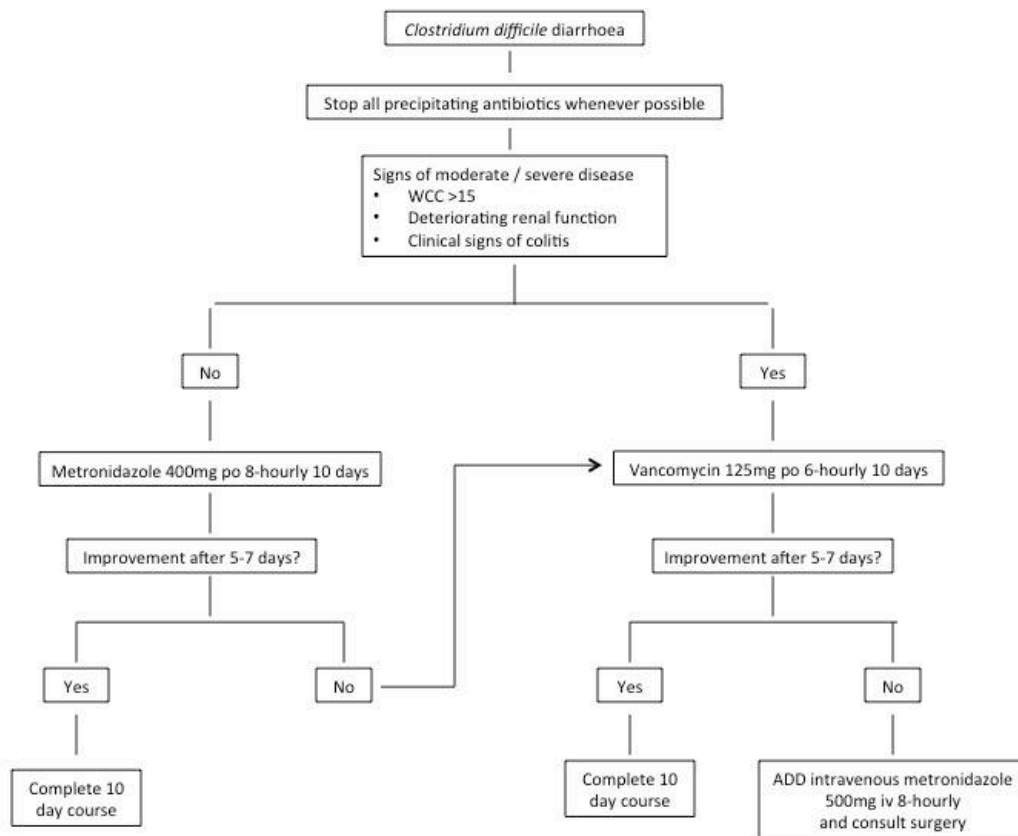 Clostridium difficile diarrhoea
Stop all precipitating antibiotics whenever possible
Signs of moderate / severe disease
• WCC >15
• Deteriorating renal function
• Clinical signs of colitis
No
Yes
Metronidazole 400mg po 8-hourly 10 days
Vancomycin 125mg po 6-hourly 10 days
Improvement after 5-7 days?
Improvement after 5-7 days?
Yes
No
Yes
No
Complete 10
day course
Complete 10
day course
ADD intravenous metronidazole
500mg iv 8-hourly
and consult surgery